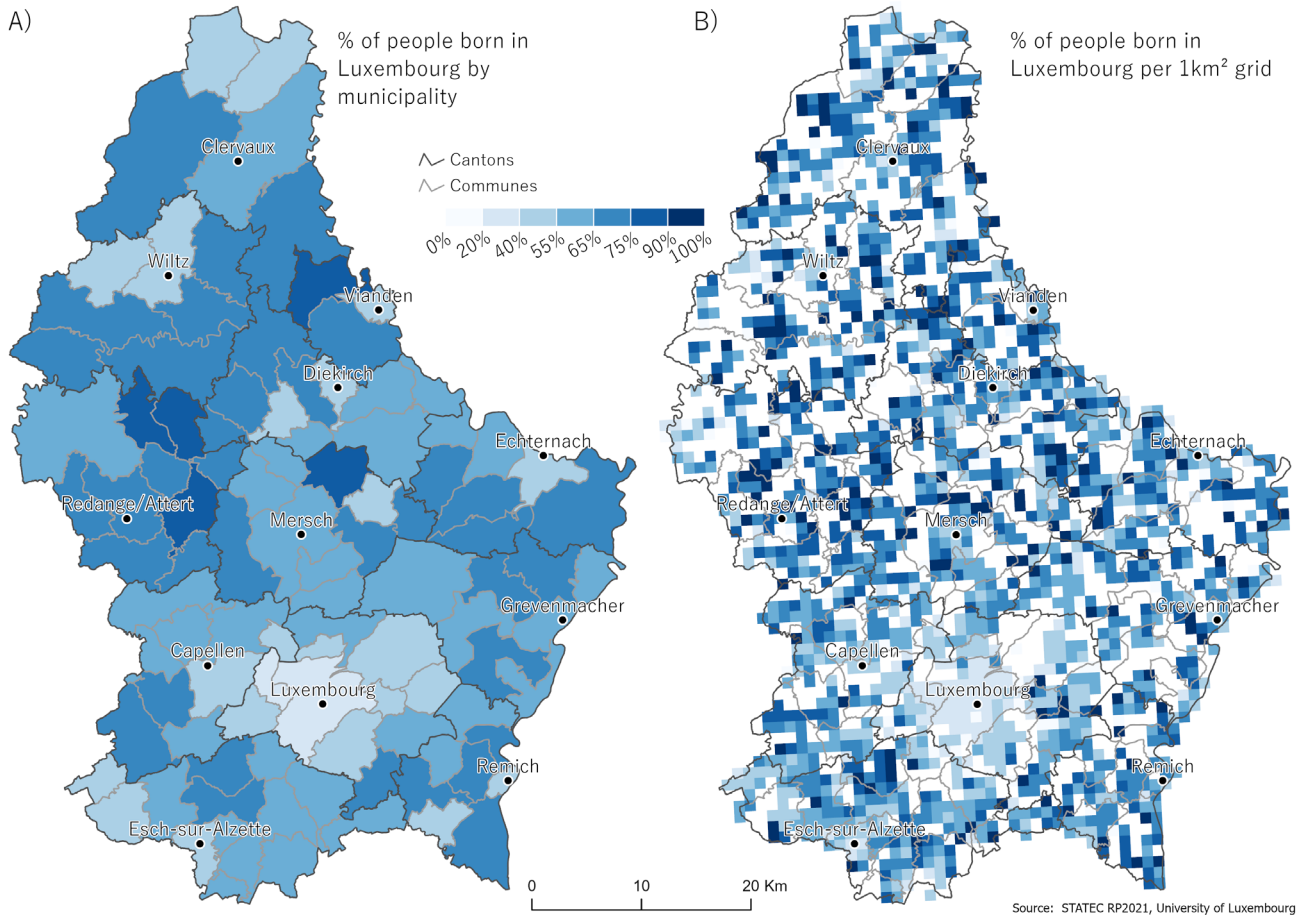 A)
% of people born in
Luxembourg by
municipality
Cantons
Communes
0% 20% 40% 55% 65% 75% 90% 100%
Clervaux
Wiltz
Vianden
Diekirch
Echternach
Redange/Attert
Mersch
Grevenmacher
Capellen
Luxembourg
Remich
Esch-sur-Alzette
B)
% of people born in
Luxembourg per 1km² grid
Clervaux
Wiltz
Vianden
Diekirch
Echternach
Redange/Attert
Mersch
Grevenmacher
Capellen
Luxembourg
Remich
Esch-sur-Alzette
0 10 20 Km
Source: STATEC RP2021, University of Luxembourg